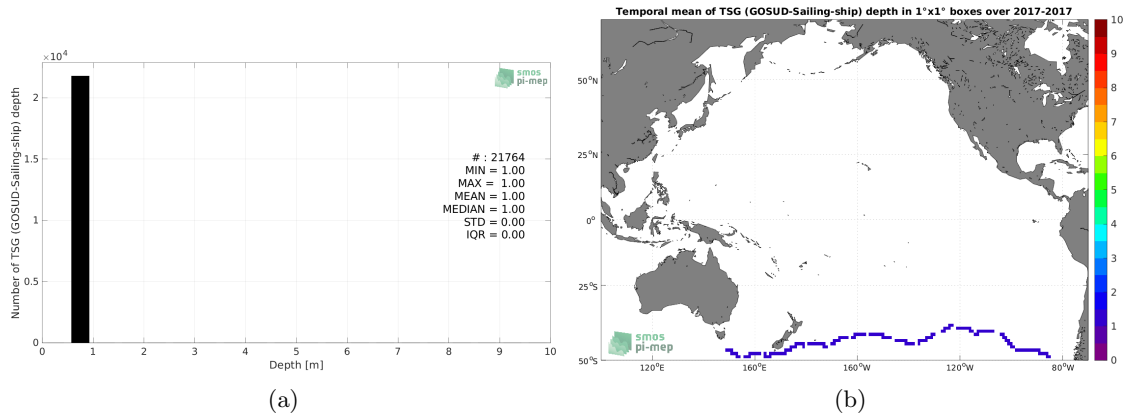 ×10⁴
2
1.5
1
0.5
0
Number of TSG (GOSUD-Sailing-ship) depth
smos
pi-mep
# : 21764
MIN = 1.00
MAX = 1.00
MEAN = 1.00
MEDIAN = 1.00
STD = 0.00
IQR = 0.00
0 1 2 3 4 5 6 7 8 9 10
Depth [m]
(a)
Temporal mean of TSG (GOSUD-Sailing-ship) depth in 1°x1° boxes over 2017-2017
50°N
25°N
0°
25°S
50°S
120°E 160°E 160°W 120°W 80°W
smos
pi-mep
10
9
8
7
6
5
4
3
2
1
0
(b)